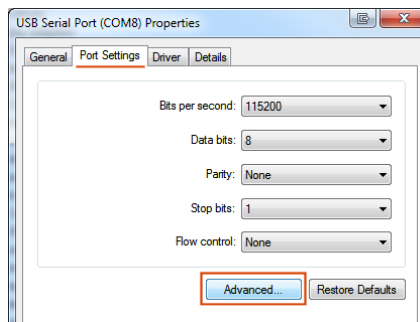 USB Serial Port (COM8) Properties
General Port Settings Driver Details
Bits per second: 115200
Data bits: 8
Parity: None
Stop bits: 1
Flow control: None
Advanced... Restore Defaults